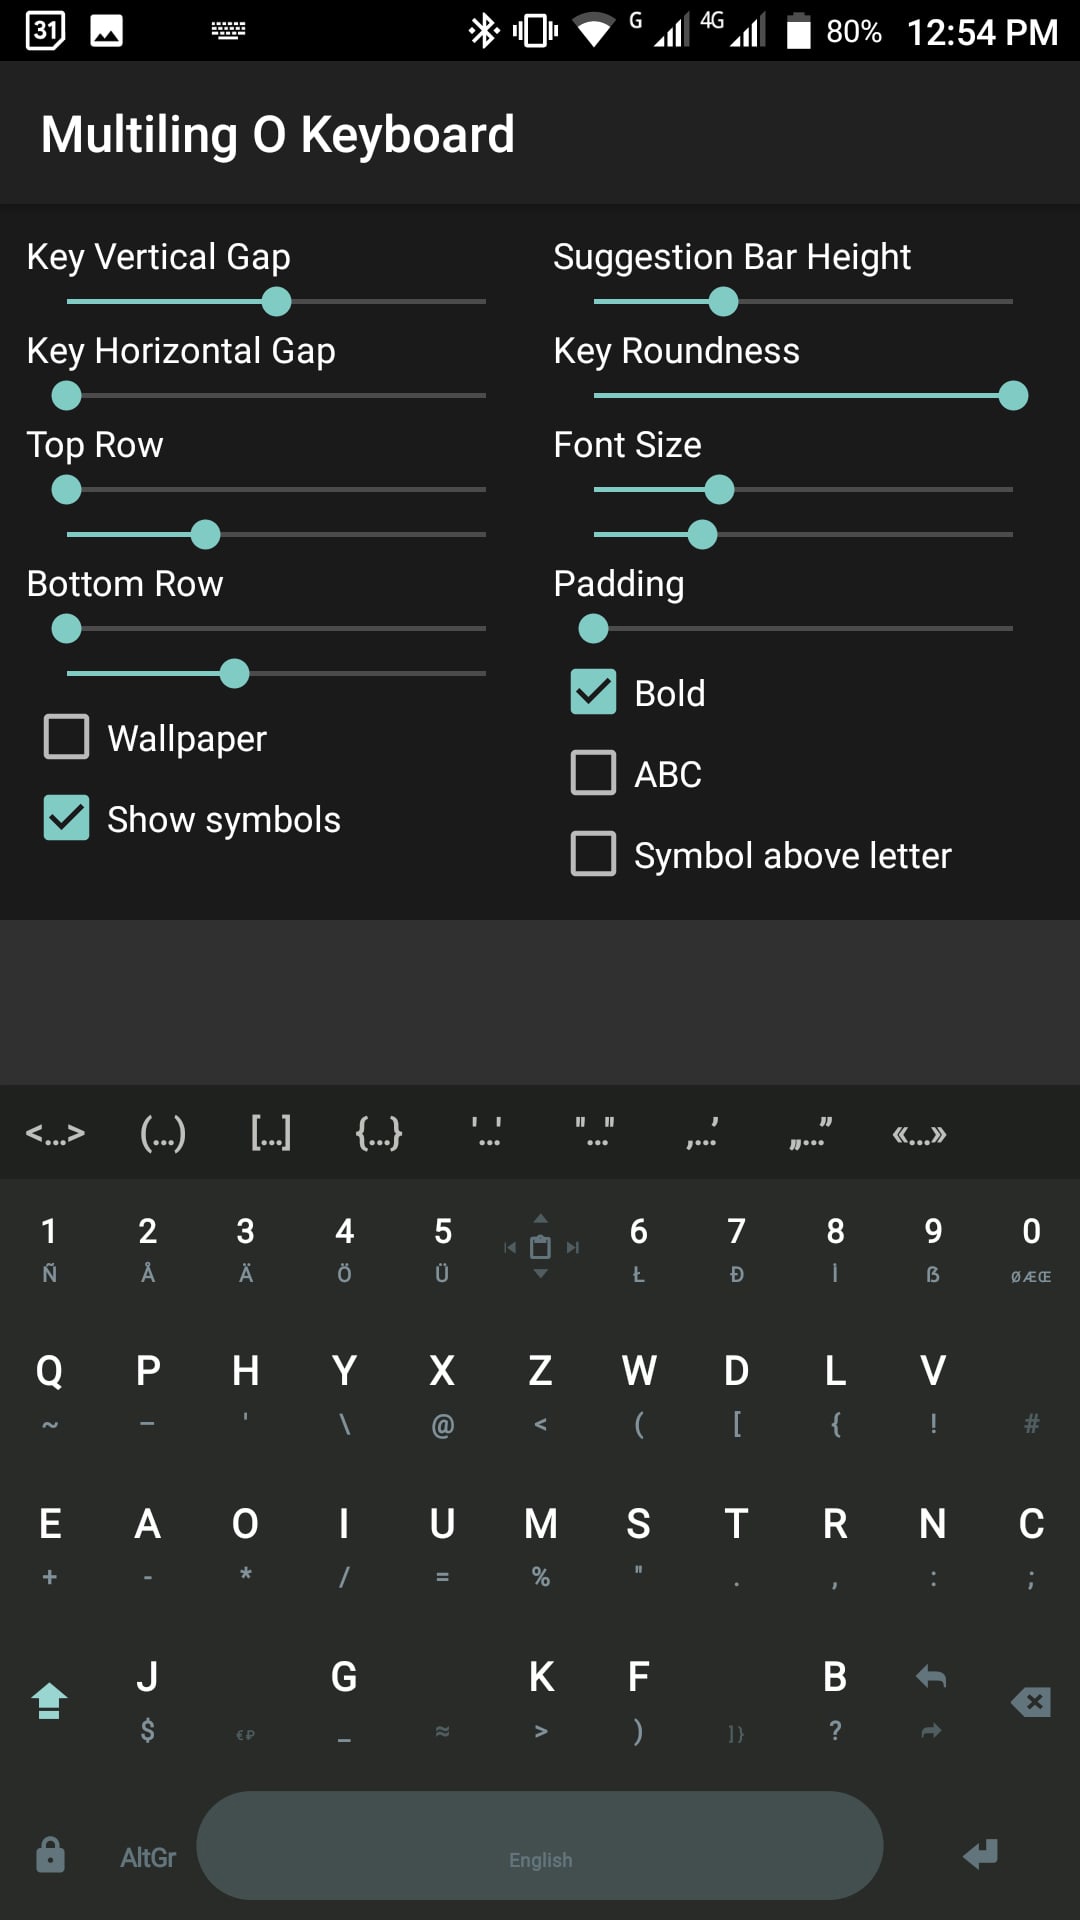 31 G 4G 80% 12:54 PM
Multiling O Keyboard
Key Vertical Gap Suggestion Bar Height
Key Horizontal Gap Key Roundness
Top Row Font Size
Bottom Row Padding
Bold
Wallpaper
ABC
Show symbols
Symbol above letter
<...> (...) [...] {...} '...' "..." ‚...’ „...” «...»
1 2 3 4 5 6 7 8 9 0
Ñ Å Ä Ö Ü Ł Đ İ ß ØÆŒ
Q P H Y X Z W D L V
~ – ' \ @ < ( [ { ! #
E A O I U M S T R N C
+ - * / = % " . , : ;
J G K F B
$ €₽ _ ≈ > ) ]} ?
AltGr English